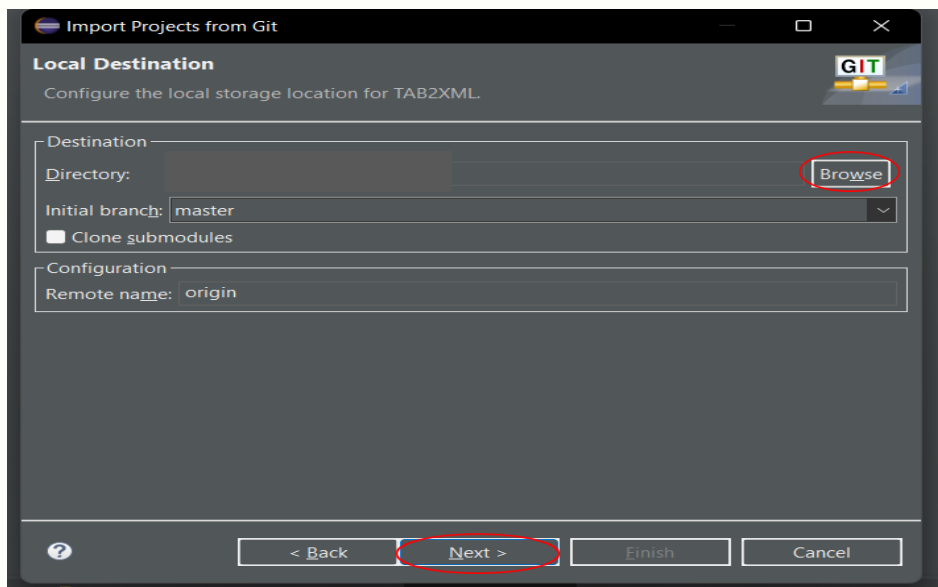 Import Projects from Git
Local Destination
GIT
Configure the local storage location for TAB2XML.
Destination
Directory:
Browse
Initial branch: master
Clone submodules
Configuration
Remote name: origin
?
< Back
Next >
Finish
Cancel